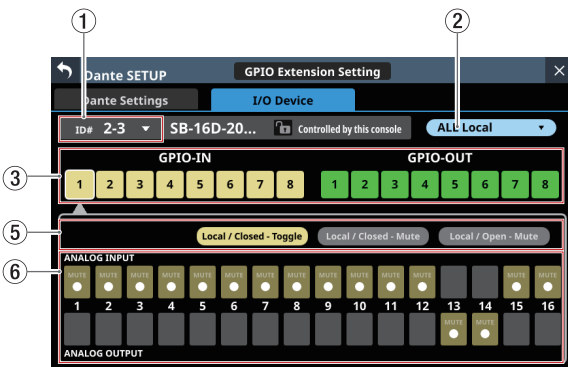 ① ②
Dante SETUP GPIO Extension Setting ×
Dante Settings I/O Device
ID# 2-3 ▼ SB-16D-20... Controlled by this console ALL Local ▼
③
GPIO-IN GPIO-OUT
1 2 3 4 5 6 7 8 1 2 3 4 5 6 7 8
⑤
Local / Closed - Toggle Local / Closed - Mute Local / Open - Mute
⑥
ANALOG INPUT
MUTE MUTE MUTE MUTE MUTE MUTE MUTE MUTE MUTE MUTE MUTE MUTE MUTE MUTE
1 2 3 4 5 6 7 8 9 10 11 12 13 14 15 16
MUTE MUTE
ANALOG OUTPUT